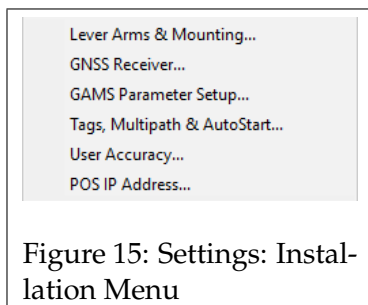 Lever Arms & Mounting...
GNSS Receiver...
GAMS Parameter Setup...
Tags, Multipath & AutoStart...
User Accuracy...
POS IP Address...
Figure 15: Settings: Instal-
lation Menu